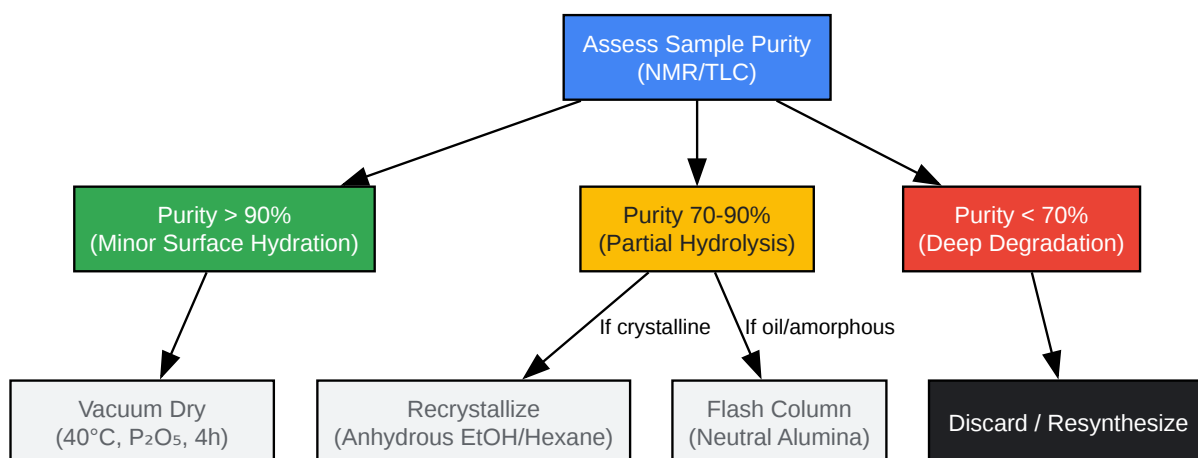 Assess Sample Purity
(NMR/TLC)
Purity > 90%
(Minor Surface Hydration)
Purity 70-90%
(Partial Hydrolysis)
Purity < 70%
(Deep Degradation)
If crystalline
If oil/amorphous
Vacuum Dry
(40°C, P₂O₅, 4h)
Recrystallize
(Anhydrous EtOH/Hexane)
Flash Column
(Neutral Alumina)
Discard / Resynthesize